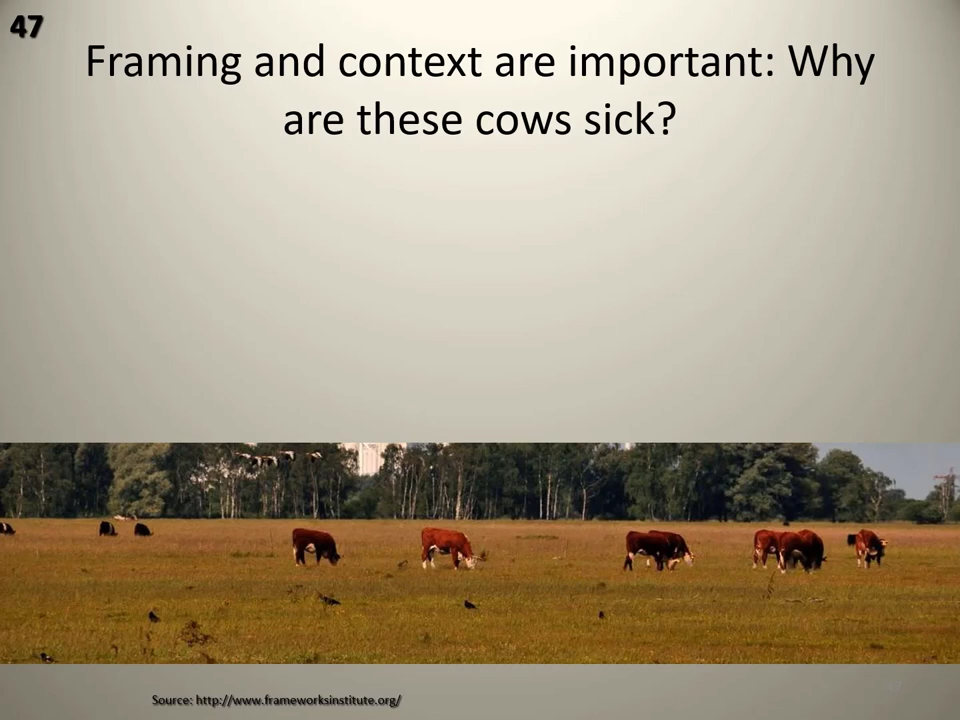 47
Framing and context are important: Why
are these cows sick?
Source: http://www.frameworksinstitute.org/